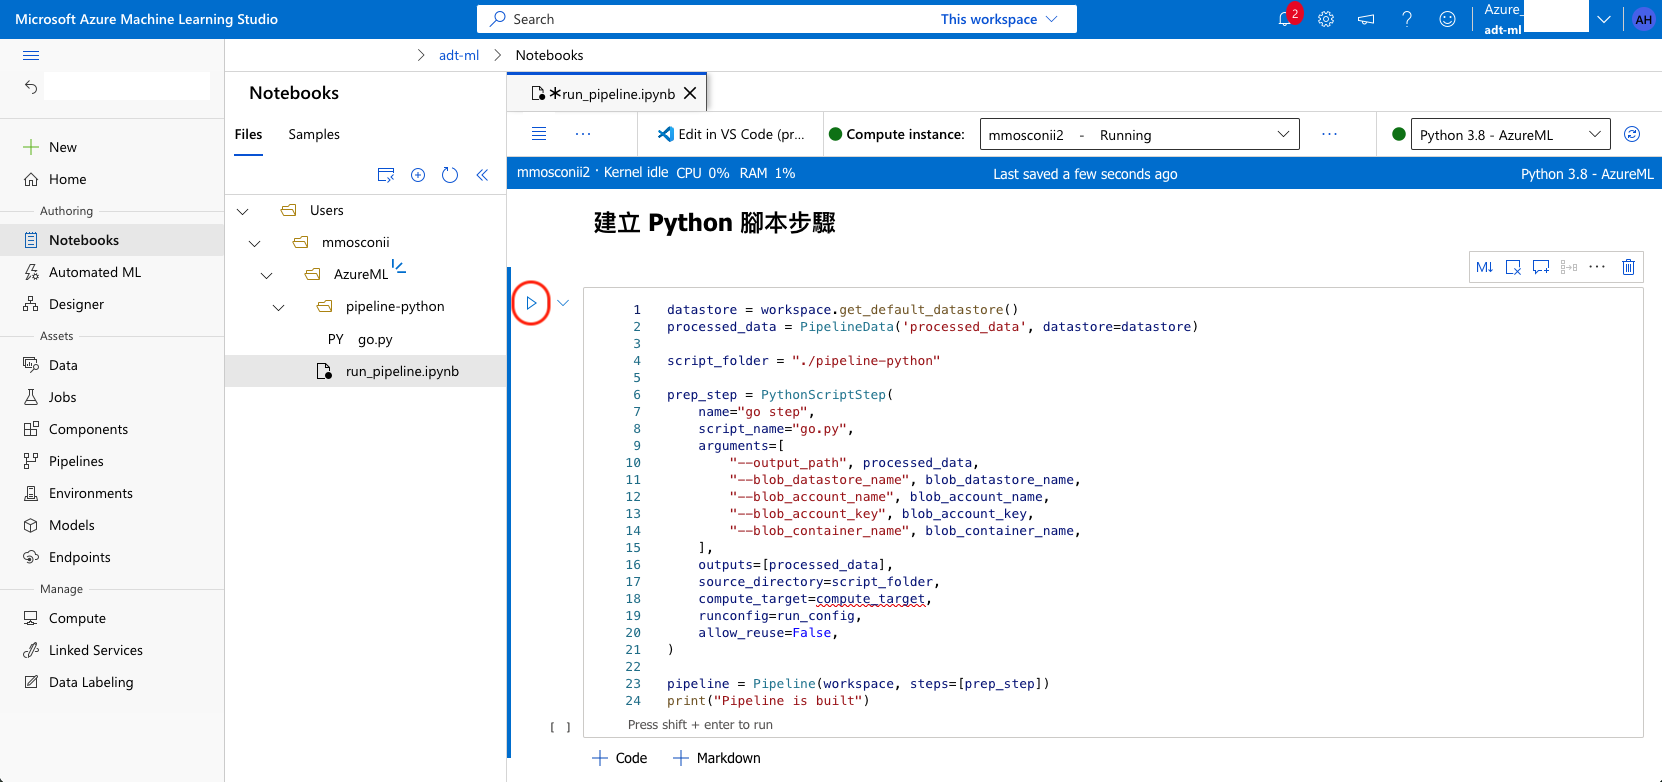 Microsoft Azure Machine Learning Studio
Search
This workspace
2
Azure_
adt-ml
AH
adt-ml
Notebooks
New
Home
Authoring
Notebooks
Automated ML
Designer
Assets
Data
Jobs
Components
Pipelines
Environments
Models
Endpoints
Manage
Compute
Linked Services
Data Labeling
Notebooks
Files
Samples
Users
mmosconii
AzureML
pipeline-python
PY go.py
run_pipeline.ipynb
*run_pipeline.ipynb
Edit in VS Code (pr...
Compute instance:
mmosconii2 - Running
Python 3.8 - AzureML
mmosconii2 · Kernel idle CPU 0% RAM 1%
Last saved a few seconds ago
Python 3.8 - AzureML
建立 Python 腳本步驟
M↓
1 datastore = workspace.get_default_datastore()
2 processed_data = PipelineData('processed_data', datastore=datastore)
3
4 script_folder = "./pipeline-python"
5
6 prep_step = PythonScriptStep(
7 name="go step",
8 script_name="go.py",
9 arguments=[
10 "--output_path", processed_data,
11 "--blob_datastore_name", blob_datastore_name,
12 "--blob_account_name", blob_account_name,
13 "--blob_account_key", blob_account_key,
14 "--blob_container_name", blob_container_name,
15 ],
16 outputs=[processed_data],
17 source_directory=script_folder,
18 compute_target=compute_target,
19 runconfig=run_config,
20 allow_reuse=False,
21 )
22
23 pipeline = Pipeline(workspace, steps=[prep_step])
24 print("Pipeline is built")
[ ]
Press shift + enter to run
Code
Markdown